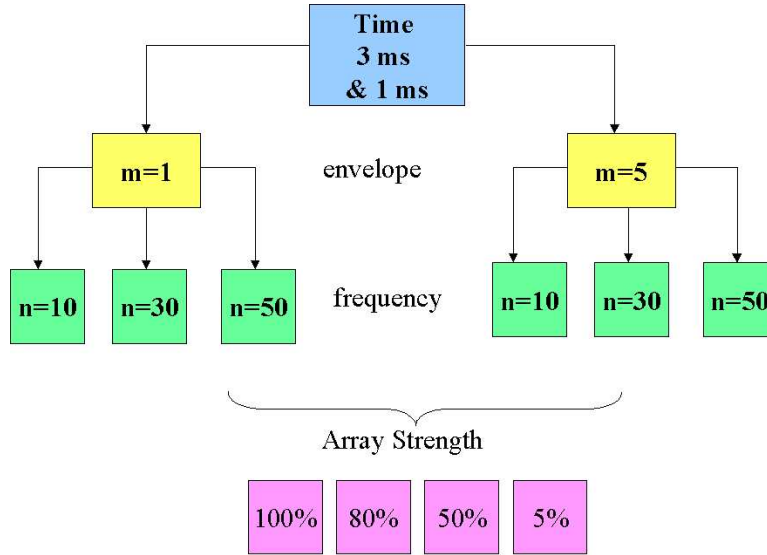 Time
3 ms
& 1 ms
m=1
envelope
m=5
n=10
n=30
n=50
frequency
n=10
n=30
n=50
Array Strength
100%
80%
50%
5%